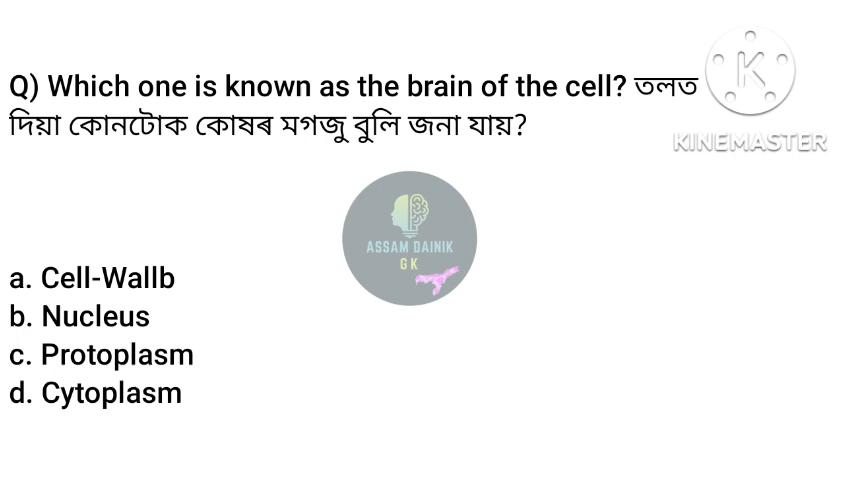 Q) Which one is known as the brain of the cell? তলত
দিয়া কোনটোক কোষৰ মগজু বুলি জনা যায়?
K
KINEMASTER
ASSAM DAINIK
GK
a. Cell-Wallb
b. Nucleus
c. Protoplasm
d. Cytoplasm